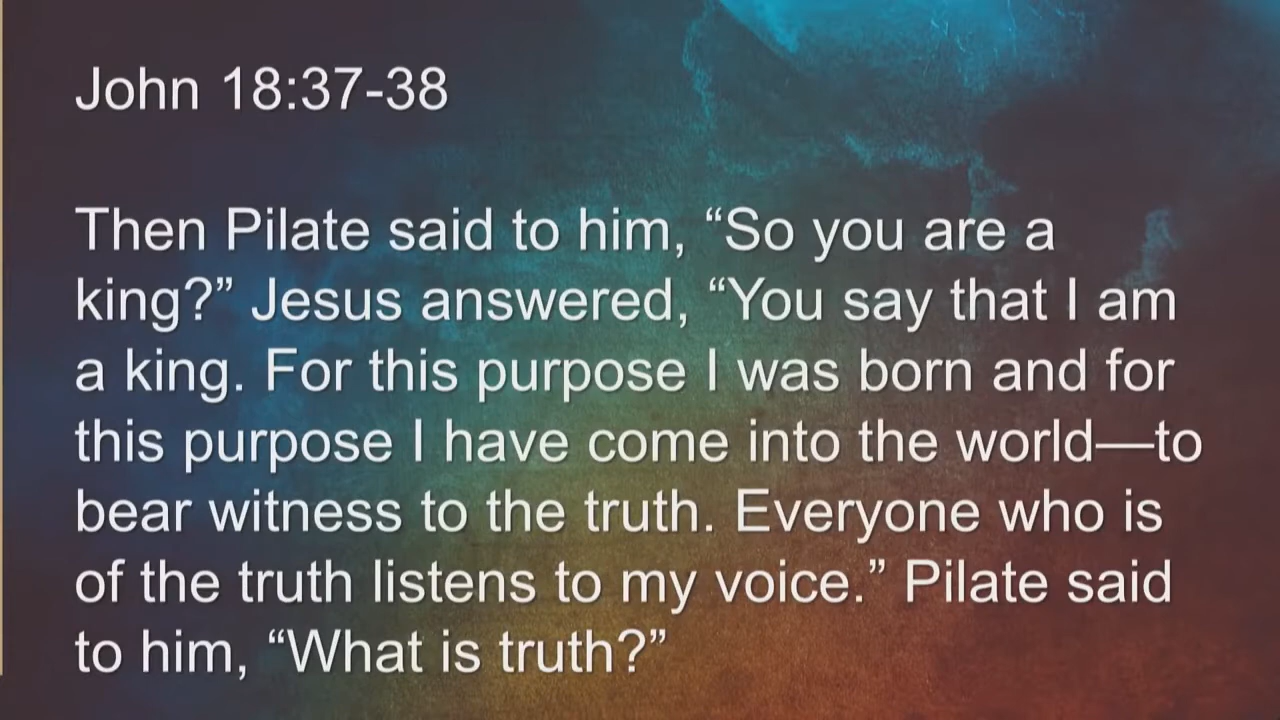 John 18:37-38
Then Pilate said to him, “So you are a
king?” Jesus answered, “You say that I am
a king. For this purpose I was born and for
this purpose I have come into the world—to
bear witness to the truth. Everyone who is
of the truth listens to my voice.” Pilate said
to him, “What is truth?”